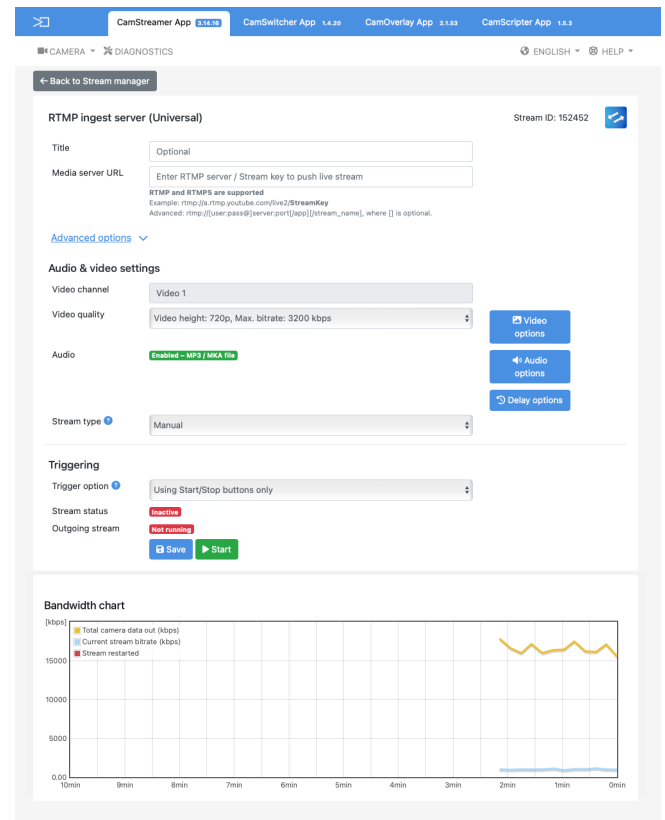 CamStreamer App 3.14.16 CamSwitcher App 1.4.20 CamOverlay App 2.1.53 CamScripter App 1.5.3
CAMERA DIAGNOSTICS ENGLISH HELP
← Back to Stream manager
RTMP ingest server (Universal) Stream ID: 152452
Title Optional
Media server URL Enter RTMP server / Stream key to push live stream
RTMP and RTMPS are supported
Example: rtmp://a.rtmp.youtube.com/live2/StreamKey
Advanced: rtmp://[user:pass@]server:port[/app][/stream_name], where [] is optional.
Advanced options
Audio & video settings
Video channel Video 1
Video quality Video height: 720p, Max. bitrate: 3200 kbps Video options
Audio Enabled – MP3 / MKA file Audio options
Delay options
Stream type ? Manual
Triggering
Trigger option ? Using Start/Stop buttons only
Stream status Inactive
Outgoing stream Not running
Save Start
Bandwidth chart
[kbps]
Total camera data out (kbps)
Current stream bitrate (kbps)
Stream restarted
15000
10000
5000
0.00
10min 9min 8min 7min 6min 5min 4min 3min 2min 1min 0min